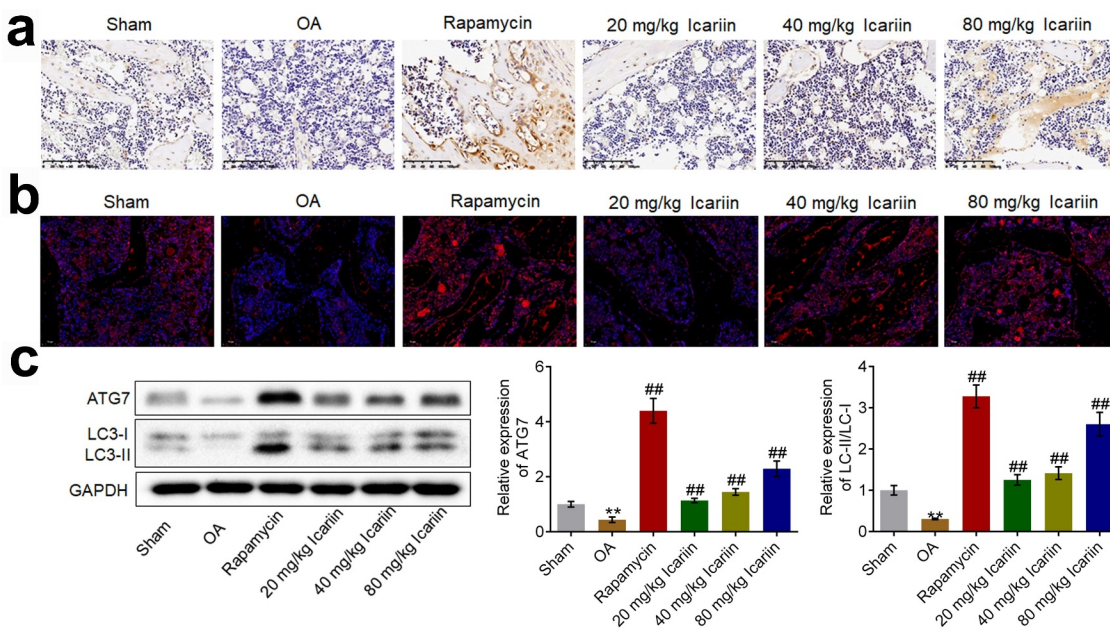 a
Sham OA Rapamycin 20 mg/kg Icariin 40 mg/kg Icariin 80 mg/kg Icariin
b
Sham OA Rapamycin 20 mg/kg Icariin 40 mg/kg Icariin 80 mg/kg Icariin
c
ATG7
LC3-I
LC3-II
GAPDH
Sham OA Rapamycin 20 mg/kg Icariin 40 mg/kg Icariin 80 mg/kg Icariin
Relative expression
of ATG7
6
4
2
0
** ## ## ## ##
Sham OA Rapamycin 20 mg/kg Icariin 40 mg/kg Icariin 80 mg/kg Icariin
Relative expression
of LC-II/LC-I
4
3
2
1
0
** ## ## ## ##
Sham OA Rapamycin 20 mg/kg Icariin 40 mg/kg Icariin 80 mg/kg Icariin